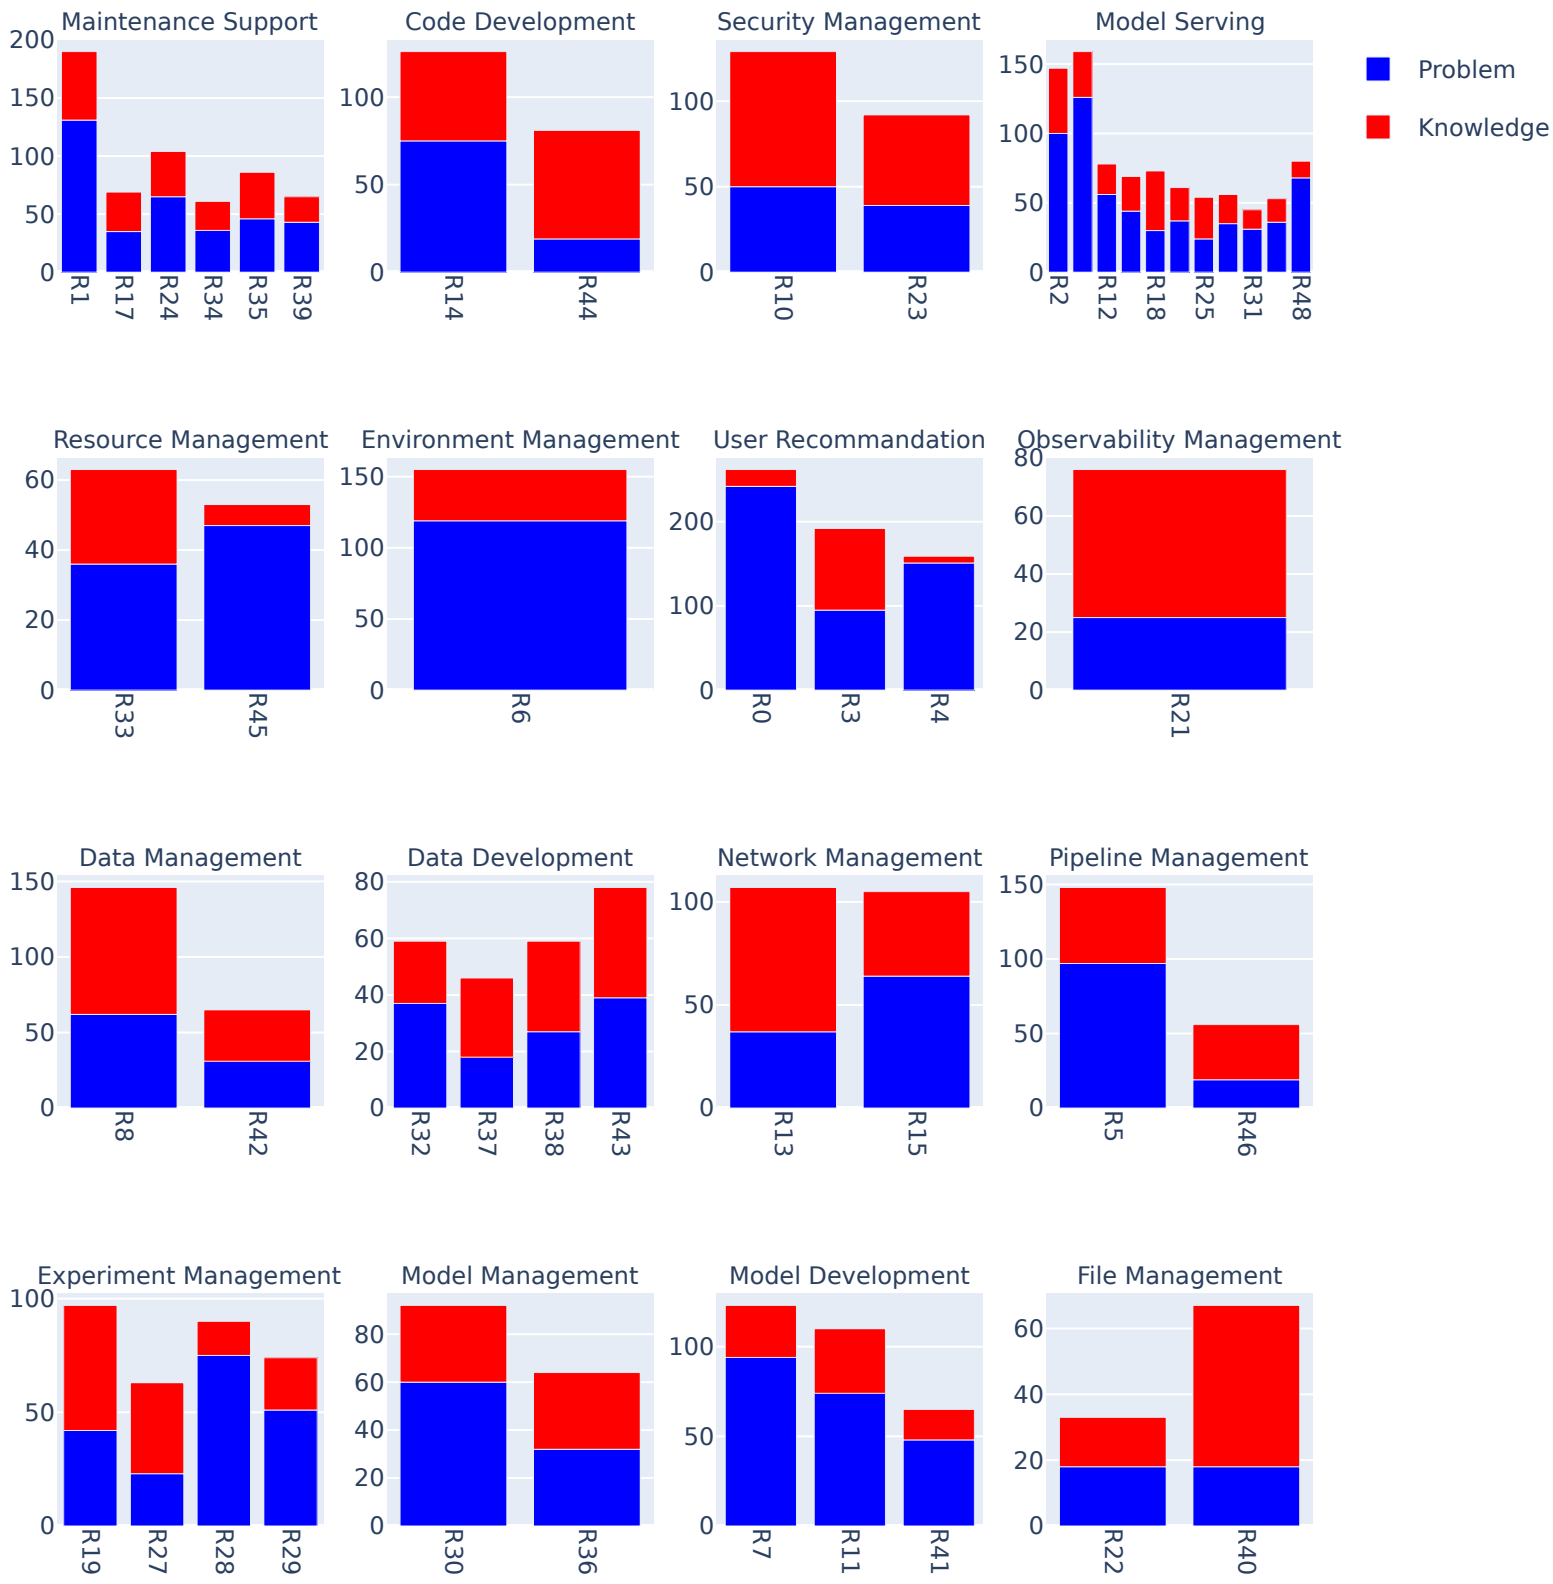 Maintenance Support
200
150
100
50
0
R1
R17
R24
R34
R35
R39
Code Development
100
50
0
R14
R44
Security Management
100
50
0
R10
R23
Model Serving
150
100
50
0
R2
R12
R18
R25
R31
R48
Problem
Knowledge
Resource Management
60
40
20
0
R33
R45
Environment Management
150
100
50
0
R6
User Recommandation
200
100
0
R0
R3
R4
Observability Management
80
60
40
20
0
R21
Data Management
150
100
50
0
R8
R42
Data Development
80
60
40
20
0
R32
R37
R38
R43
Network Management
100
50
0
R13
R15
Pipeline Management
150
100
50
0
R5
R46
Experiment Management
100
50
0
R19
R27
R28
R29
Model Management
80
60
40
20
0
R30
R36
Model Development
100
50
0
R7
R11
R41
File Management
60
40
20
0
R22
R40